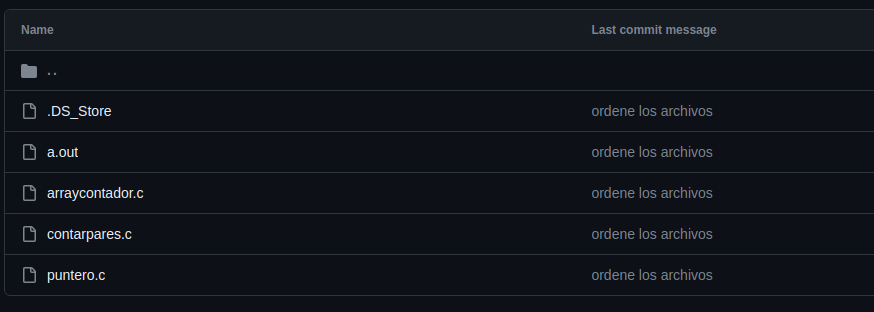 Name Last commit message
..
.DS_Store ordene los archivos
a.out ordene los archivos
arraycontador.c ordene los archivos
contarpares.c ordene los archivos
puntero.c ordene los archivos